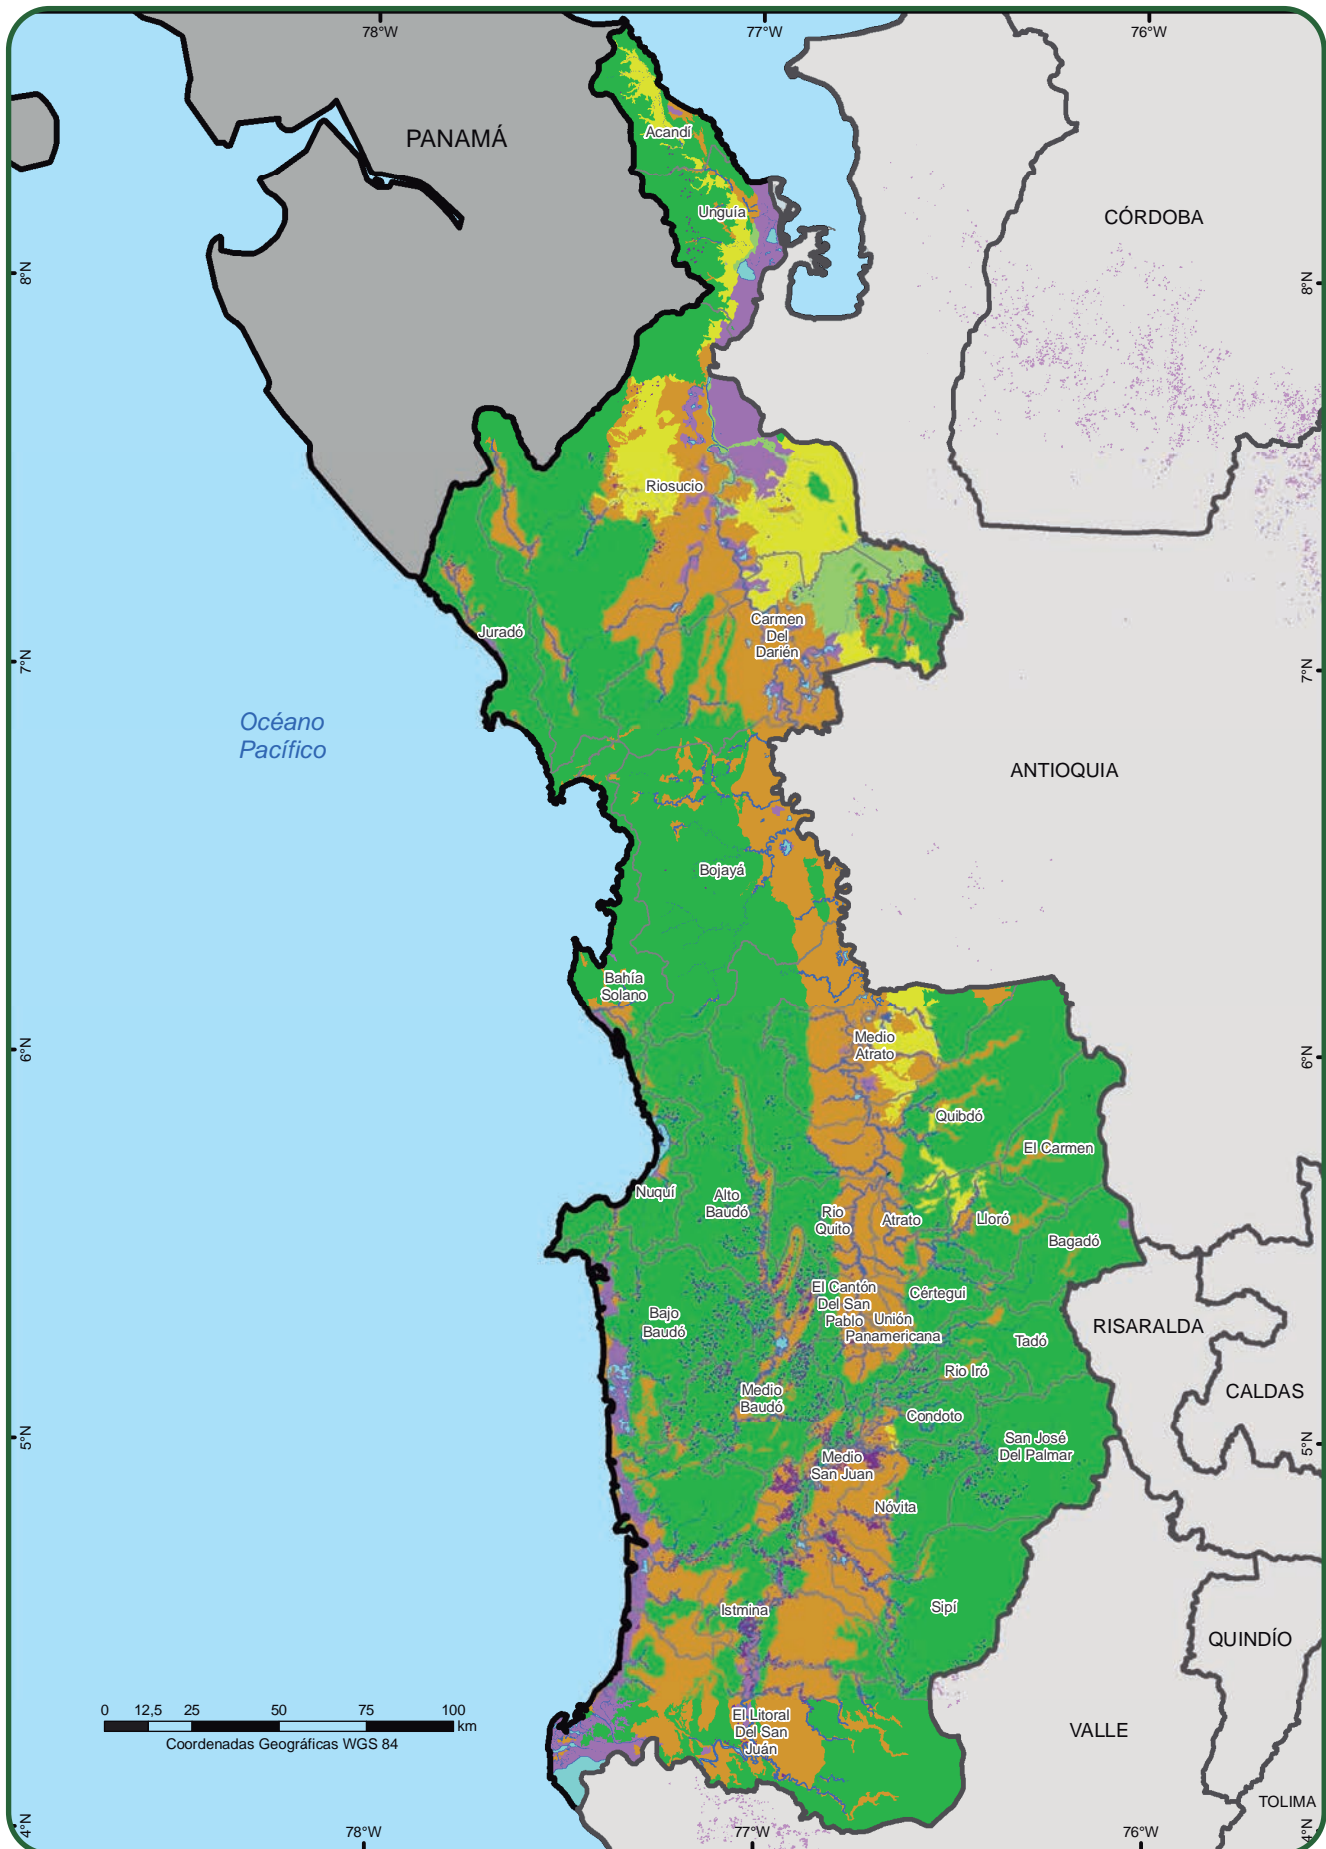 78°W
77°W
76°W
PANAMÁ
Acandí
Unguía
CÓRDOBA
8°N
8°N
Riosucio
Carmen
Del
Darién
Juradó
7°N
7°N
Océano
Pacífico
ANTIOQUIA
Bojayá
Bahía
Solano
Medio
Atrato
6°N
6°N
Quibdó
El Carmen
Nuquí
Alto
Baudó
Rio
Quito
Atrato
Lloró
Bagadó
El Cantón
Del San
Pablo
Cértegui
Unión
Panamericana
Bajo
Baudó
Tadó
RISARALDA
Rio Iró
CALDAS
Medio
Baudó
Condoto
San José
Del Palmar
5°N
5°N
Medio
San Juan
Nóvita
Istmina
Sipí
QUINDÍO
0 12,5 25 50 75 100
km
Coordenadas Geográficas WGS 84
El Litoral
Del San
Juán
VALLE
TOLIMA
4°N
4°N
78°W
77°W
76°W